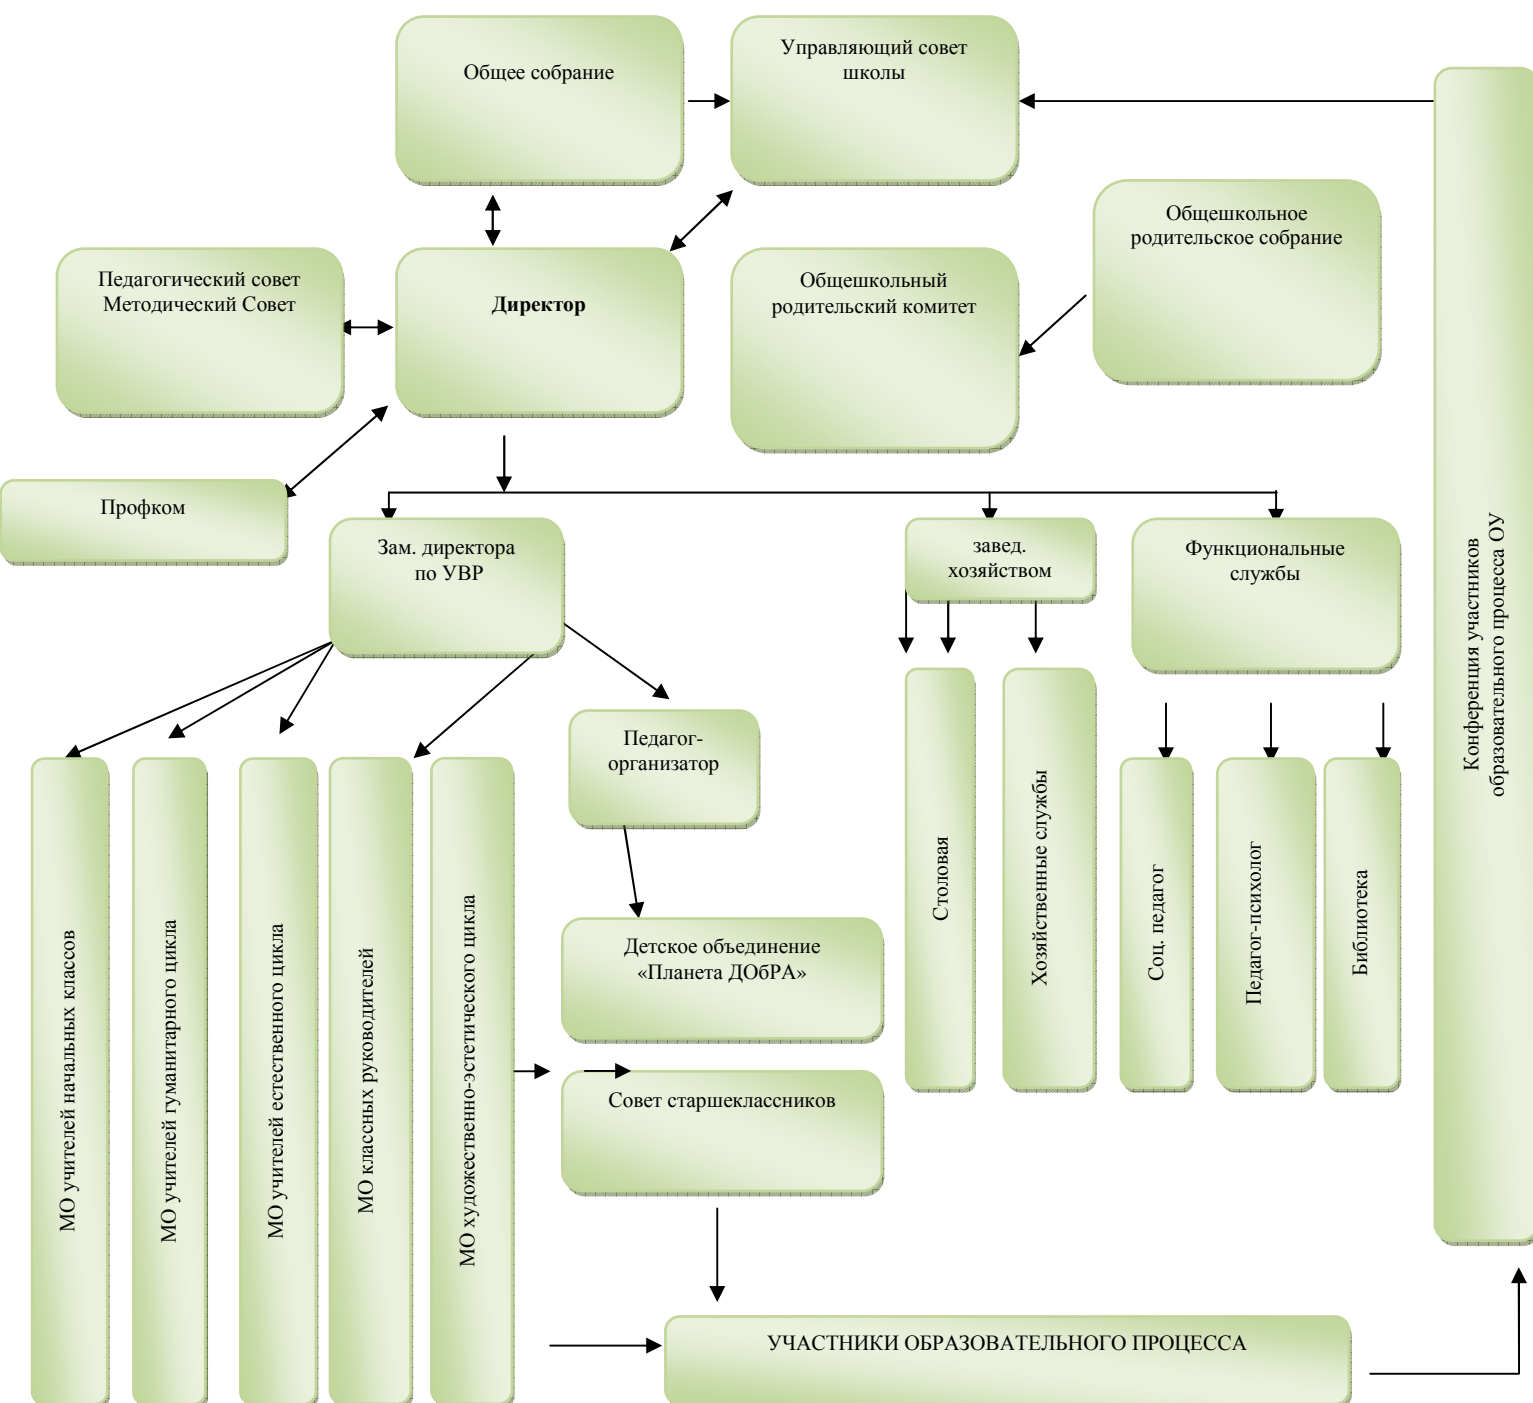 Общее собрание
Управляющий совет
школы
Общешкольное
родительское собрание
Педагогический совет
Методический Совет
Директор
Общешкольный
родительский комитет
Профком
Зам. директора
по УВР
завед.
хозяйством
Функциональные
службы
Конференция участников
образовательного процесса ОУ
Педагог-
организатор
МО учителей начальных классов
МО учителей гуманитарного цикла
МО учителей естественного цикла
МО классных руководителей
МО художественно-эстетического цикла
Столовая
Хозяйственные службы
Соц. педагог
Педагог-психолог
Библиотека
Детское объединение
«Планета ДОбРА»
Совет старшеклассников
УЧАСТНИКИ ОБРАЗОВАТЕЛЬНОГО ПРОЦЕССА